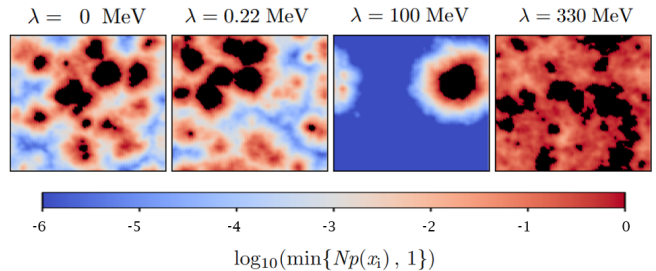 λ = 0 MeV λ = 0.22 MeV λ = 100 MeV λ = 330 MeV
-6 -5 -4 -3 -2 -1 0
log₁₀(min{Np(xᵢ) , 1})